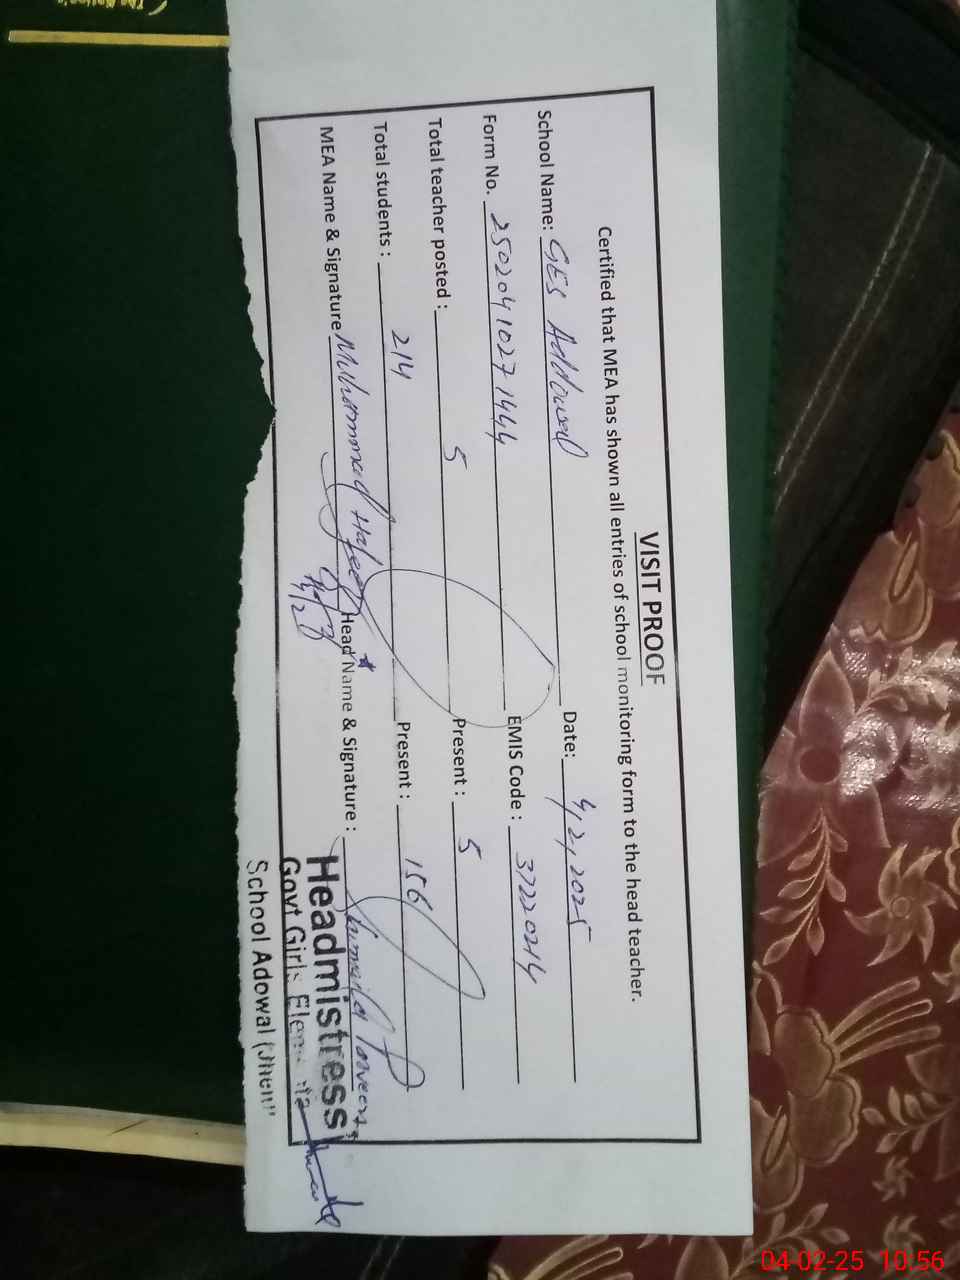 VISIT PROOF
Certified that MEA has shown all entries of school monitoring form to the head teacher.
School Name: GES Addowal Date: 4,2,2025
Form No. 25020410271444 EMIS Code : 37220214
Total teacher posted : 5 Present : 5
Total students : 214 Present : 156
MEA Name & Signature Muhammad Hafeez Head Name & Signature :
Headmistress
Govt Girls
School Adowal
04-02-25 10:56